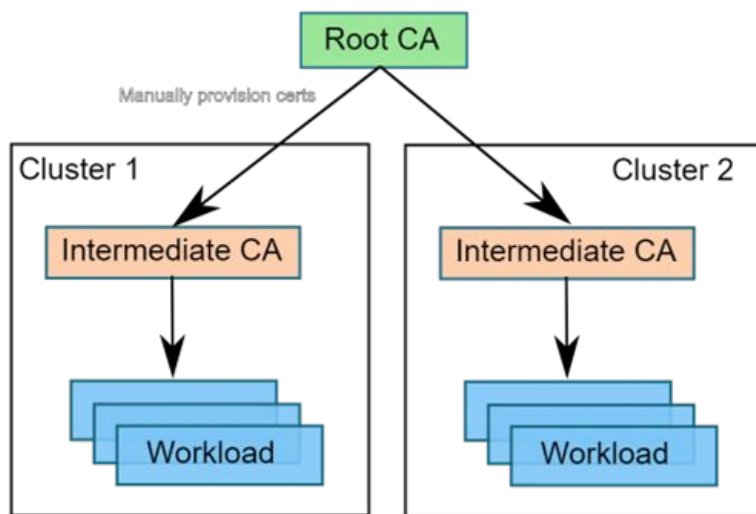 Root CA
Manually provision certs
Cluster 1
Cluster 2
Intermediate CA
Intermediate CA
Workload
Workload